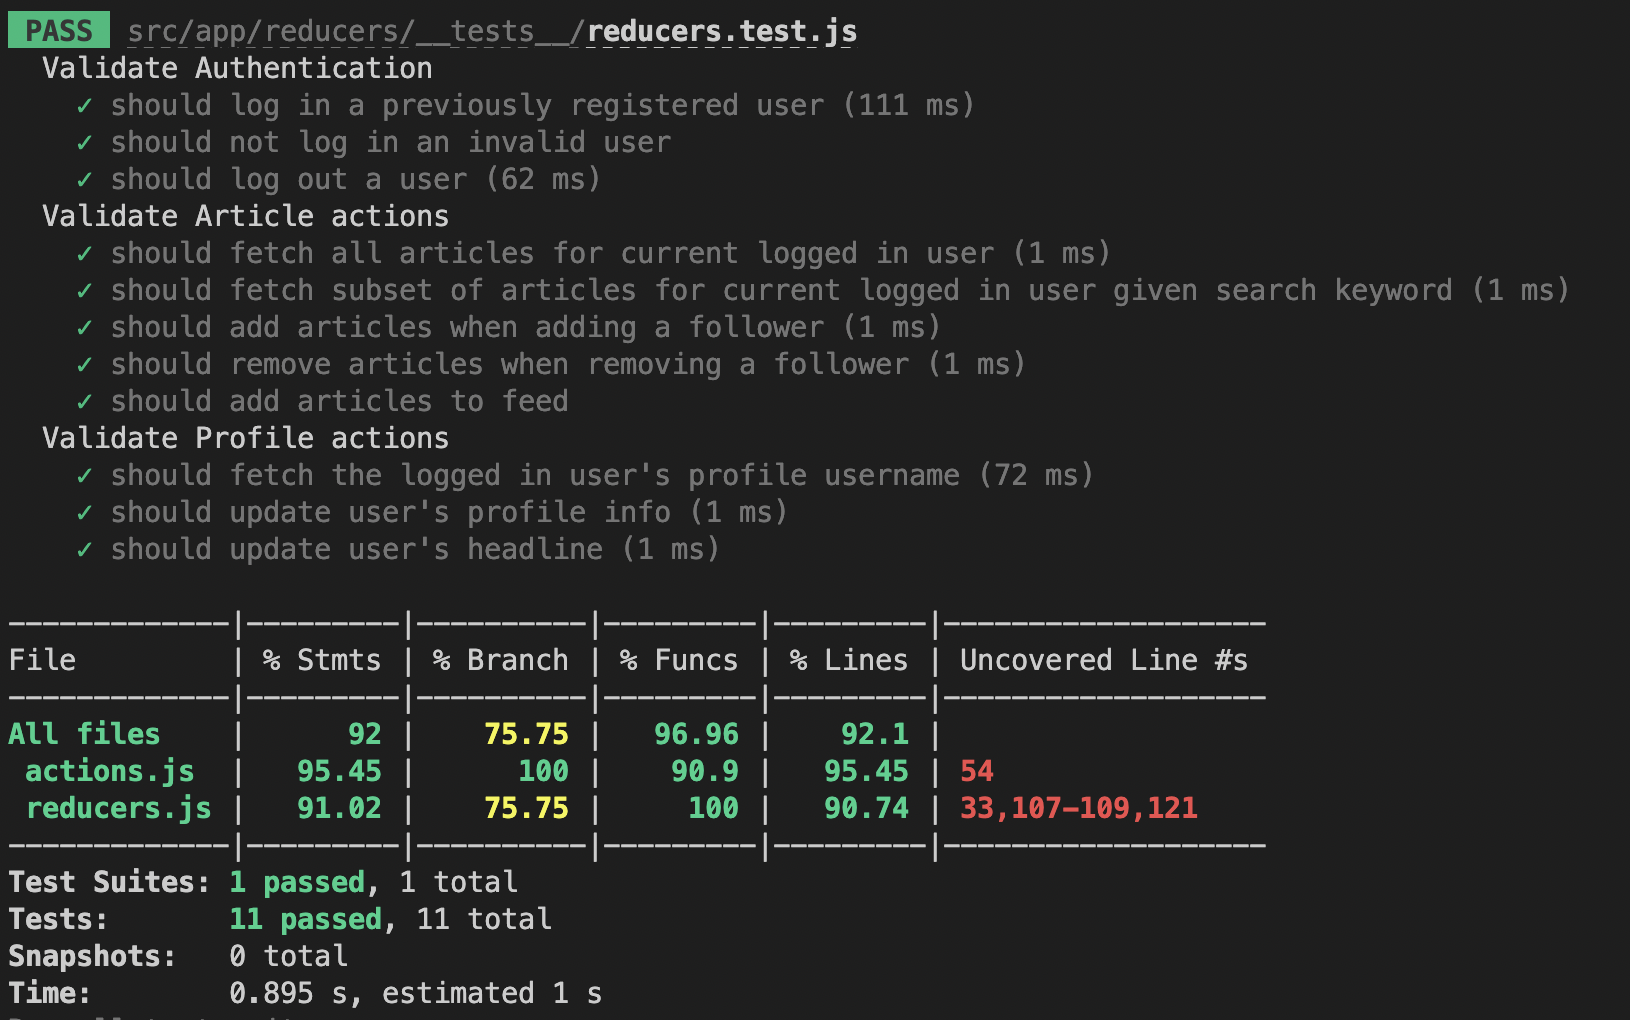 PASS src/app/reducers/__tests__/reducers.test.js
Validate Authentication
✓ should log in a previously registered user (111 ms)
✓ should not log in an invalid user
✓ should log out a user (62 ms)
Validate Article actions
✓ should fetch all articles for current logged in user (1 ms)
✓ should fetch subset of articles for current logged in user given search keyword (1 ms)
✓ should add articles when adding a follower (1 ms)
✓ should remove articles when removing a follower (1 ms)
✓ should add articles to feed
Validate Profile actions
✓ should fetch the logged in user's profile username (72 ms)
✓ should update user's profile info (1 ms)
✓ should update user's headline (1 ms)
-------------|---------|----------|---------|---------|-------------------
File | % Stmts | % Branch | % Funcs | % Lines | Uncovered Line #s
-------------|---------|----------|---------|---------|-------------------
All files | 92 | 75.75 | 96.96 | 92.1 |
actions.js | 95.45 | 100 | 90.9 | 95.45 | 54
reducers.js | 91.02 | 75.75 | 100 | 90.74 | 33,107-109,121
-------------|---------|----------|---------|---------|-------------------
Test Suites: 1 passed, 1 total
Tests: 11 passed, 11 total
Snapshots: 0 total
Time: 0.895 s, estimated 1 s